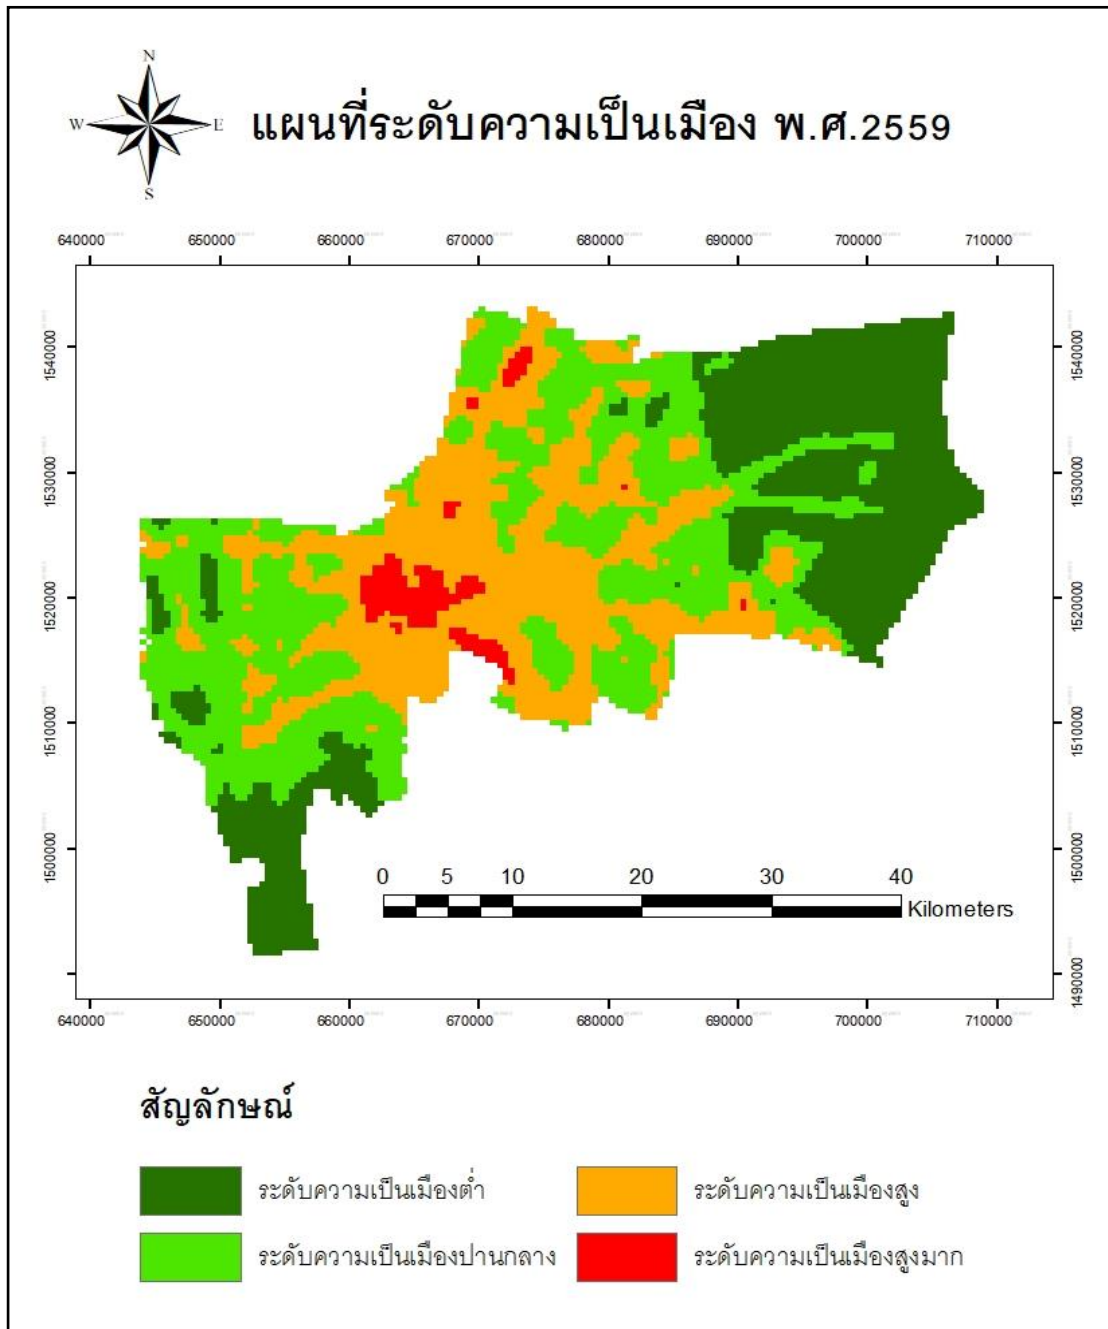 N
W E
S
แผนที่ระดับความเป็นเมือง พ.ศ.2559
640000 650000 660000 670000 680000 690000 700000 710000
1540000 1540000
1530000 1530000
1520000 1520000
1510000 1510000
1500000 1500000
1490000
0 5 10 20 30 40
Kilometers
640000 650000 660000 670000 680000 690000 700000 710000
สัญลักษณ์
ระดับความเป็นเมืองต่ำ ระดับความเป็นเมืองสูง
ระดับความเป็นเมืองปานกลาง ระดับความเป็นเมืองสูงมาก